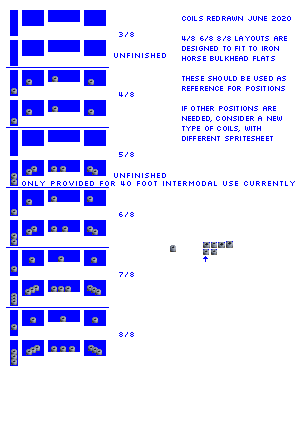 COILS REDRAWN JUNE 2020
3/8
4/8 6/8 8/8 LAYOUTS ARE
DESIGNED TO FIT TO IRON
HORSE BULKHEAD FLATS
UNFINISHED
THESE SHOULD BE USED AS
REFERENCE FOR POSITIONS
4/8
IF OTHER POSITIONS ARE
NEEDED, CONSIDER A NEW
TYPE OF COILS, WITH
DIFFERENT SPRITESHEET
5/8
UNFINISHED
ONLY PROVIDED FOR 40 FOOT INTERMODAL USE CURRENTLY
6/8
7/8
8/8